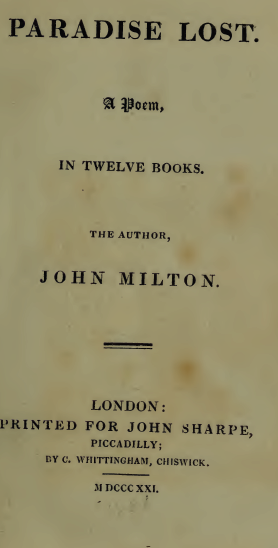 PARADISE LOST.
A Poem,
IN TWELVE BOOKS.
THE AUTHOR,
JOHN MILTON.
LONDON:
PRINTED FOR JOHN SHARPE,
PICCADILLY;
BY C. WHITTINGHAM, CHISWICK.
M DCCC XXI.